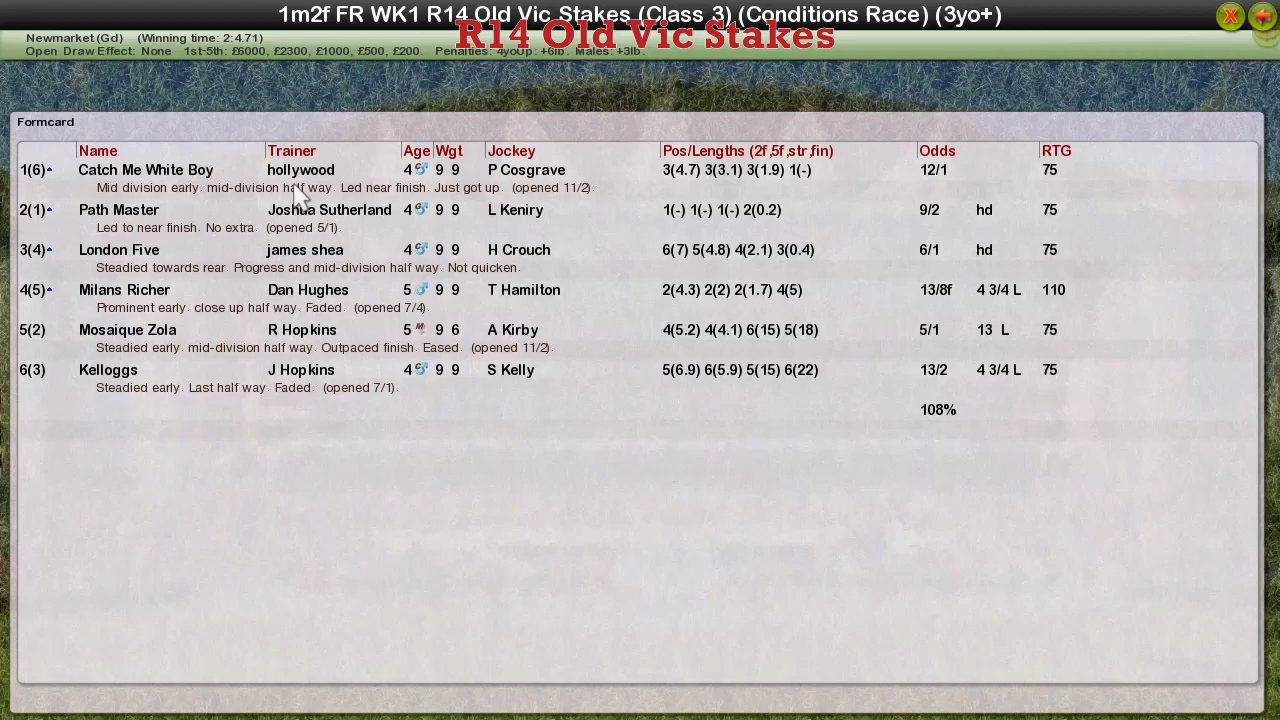 1m2f FR WK1 R14 Old Vic Stakes (Class 3) (Conditions Race) (3yo+)
R14 Old Vic Stakes
Newmarket (Gd) (Winning time: 2:4.71)
Open Draw Effect: None 1st-5th: £6000, £2300, £1000, £500, £200. Penalties: 4yoUp: +6lb. Males: +3lb.
Formcard
Name Trainer Age Wgt Jockey Pos/Lengths (2f,5f,str,fin) Odds RTG
1(6) Catch Me White Boy hollywood 4 9 9 P Cosgrave 3(4.7) 3(3.1) 3(1.9) 1(-) 12/1 75
Mid division early. mid-division half way. Led near finish. Just got up. (opened 11/2).
2(1) Path Master Joshua Sutherland 4 9 9 L Keniry 1(-) 1(-) 1(-) 2(0.2) 9/2 hd 75
Led to near finish. No extra. (opened 5/1).
3(4) London Five james shea 4 9 9 H Crouch 6(7) 5(4.8) 4(2.1) 3(0.4) 6/1 hd 75
Steadied towards rear. Progress and mid-division half way. Not quicken.
4(5) Milans Richer Dan Hughes 5 9 9 T Hamilton 2(4.3) 2(2) 2(1.7) 4(5) 13/8f 4 3/4 L 110
Prominent early. close up half way. Faded. (opened 7/4).
5(2) Mosaique Zola R Hopkins 5 9 6 A Kirby 4(5.2) 4(4.1) 6(15) 5(18) 5/1 13 L 75
Steadied early. mid-division half way. Outpaced finish. Eased. (opened 11/2).
6(3) Kelloggs J Hopkins 4 9 9 S Kelly 5(6.9) 6(5.9) 5(15) 6(22) 13/2 4 3/4 L 75
Steadied early. Last half way. Faded. (opened 7/1).
108%